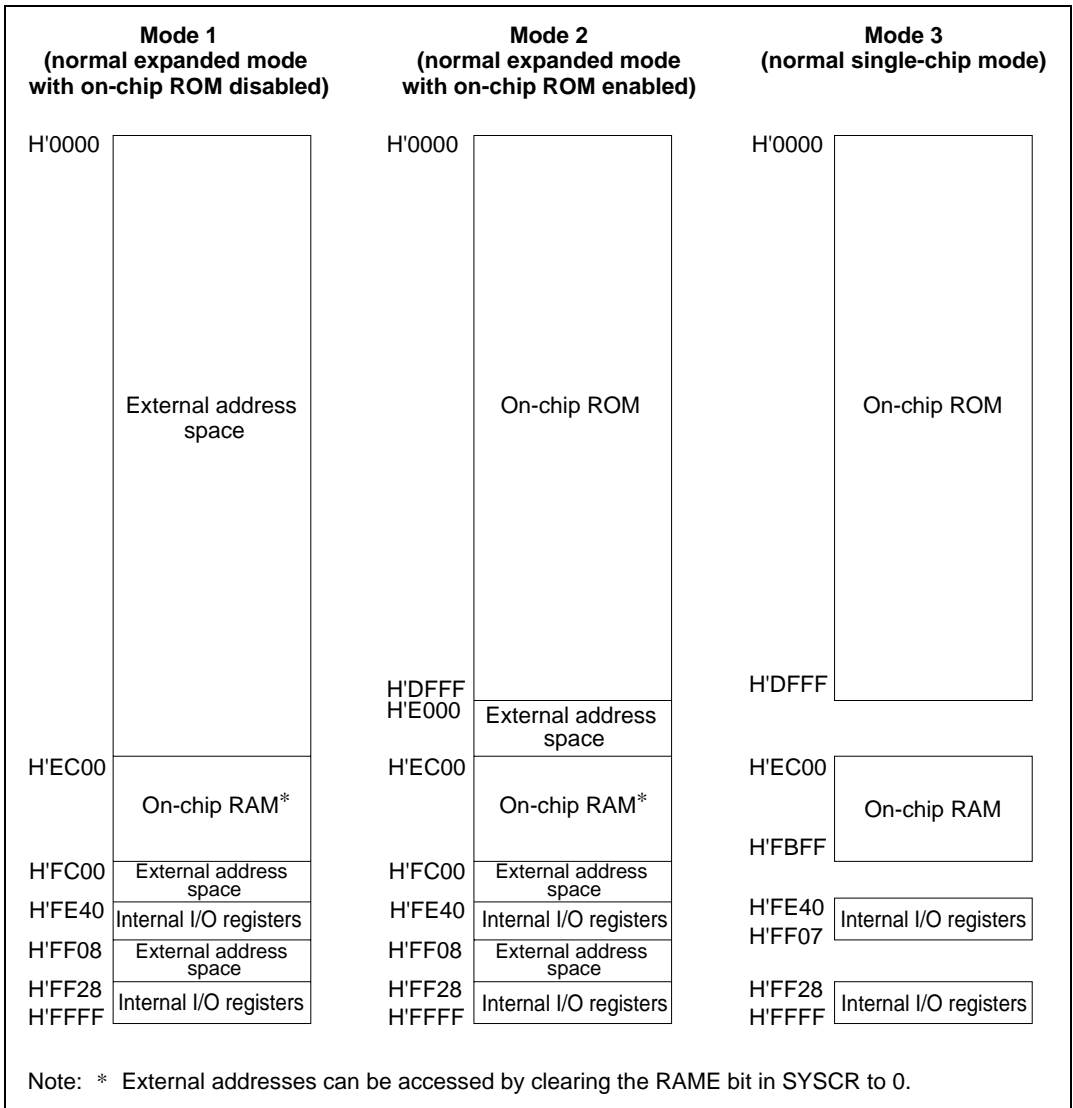 Mode 1
(normal expanded mode
with on-chip ROM disabled)
H'0000
External address
space
H'EC00
On-chip RAM*
H'FC00
External address
space
H'FE40
Internal I/O registers
H'FF08
External address
space
H'FF28
Internal I/O registers
H'FFFF
Mode 2
(normal expanded mode
with on-chip ROM enabled)
H'0000
On-chip ROM
H'DFFF
H'E000
External address
space
H'EC00
On-chip RAM*
H'FC00
External address
space
H'FE40
Internal I/O registers
H'FF08
External address
space
H'FF28
Internal I/O registers
H'FFFF
Mode 3
(normal single-chip mode)
H'0000
On-chip ROM
H'DFFF
H'EC00
On-chip RAM
H'FBFF
H'FE40
Internal I/O registers
H'FF07
H'FF28
Internal I/O registers
H'FFFF
Note: * External addresses can be accessed by clearing the RAME bit in SYSCR to 0.